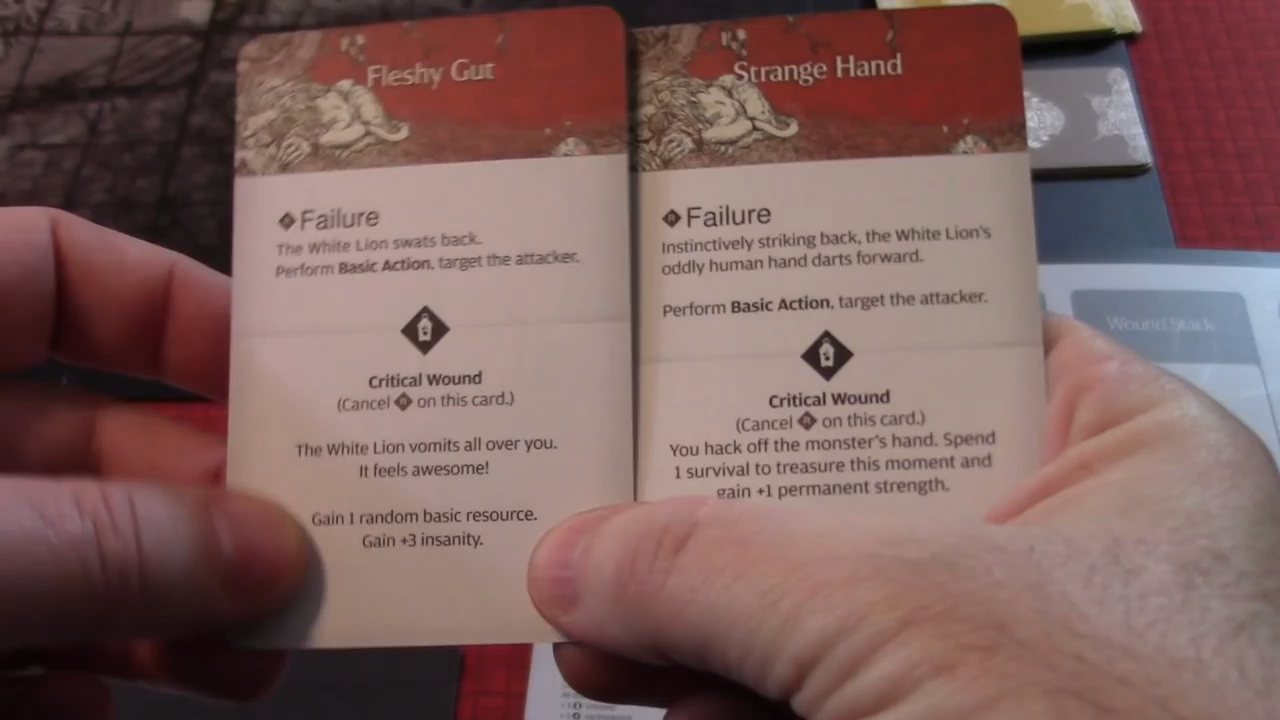 Fleshy Gut
Failure
The White Lion swats back.
Perform Basic Action, target the attacker.
Critical Wound
(Cancel on this card.)
The White Lion vomits all over you.
It feels awesome!
Gain 1 random basic resource.
Gain +3 insanity.
Strange Hand
Failure
Instinctively striking back, the White Lion's
oddly human hand darts forward.
Perform Basic Action, target the attacker.
Critical Wound
(Cancel on this card.)
You hack off the monster's hand. Spend
1 survival to treasure this moment and
gain +1 permanent strength.
Wound Stack